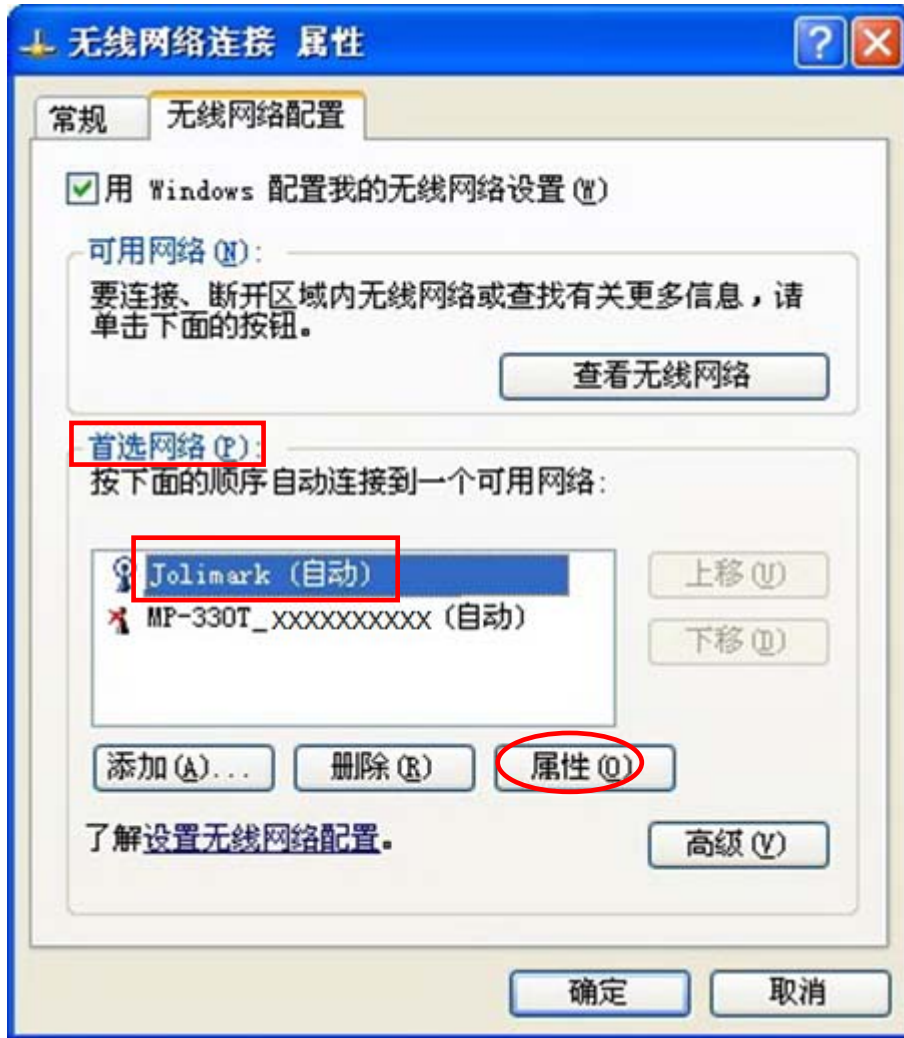 无线网络连接 属性
常规
无线网络配置
用 Windows 配置我的无线网络设置(W)
可用网络(N):
要连接、断开区域内无线网络或查找有关更多信息，请
单击下面的按钮。
查看无线网络
首选网络(P):
按下面的顺序自动连接到一个可用网络:
Jolimark (自动)
上移(U)
MP-330T_XXXXXXXXXX (自动)
下移(D)
添加(A)...
删除(R)
属性(O)
了解设置无线网络配置。
高级(V)
确定
取消